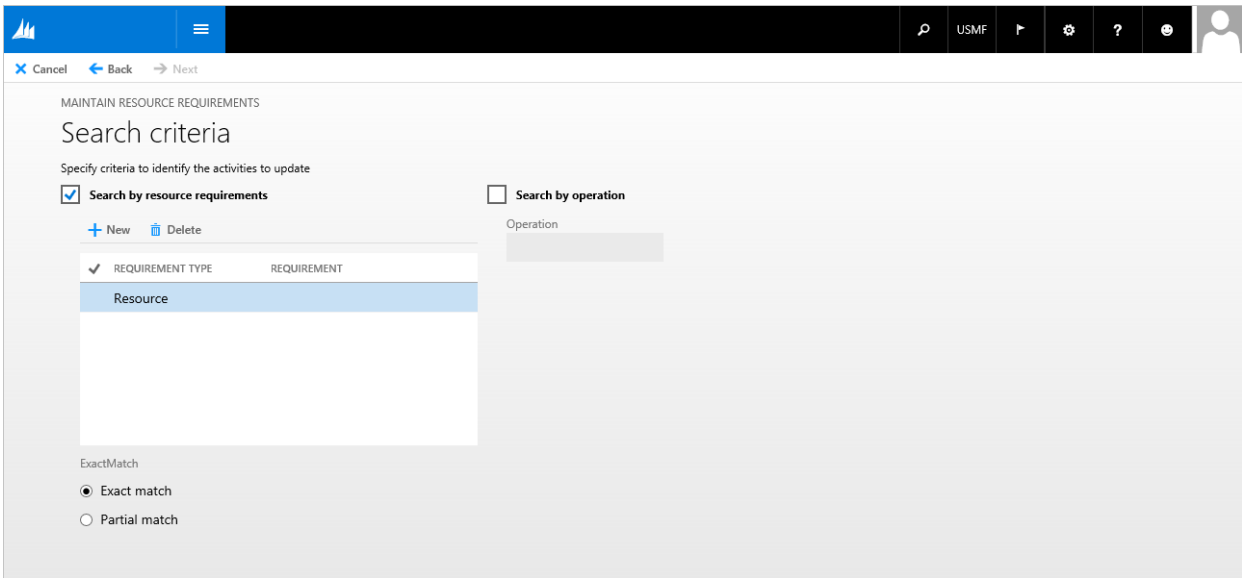 USMF
?
Cancel Back Next
MAINTAIN RESOURCE REQUIREMENTS
Search criteria
Specify criteria to identify the activities to update
Search by resource requirements
Search by operation
New Delete
Operation
REQUIREMENT TYPE REQUIREMENT
Resource
ExactMatch
Exact match
Partial match